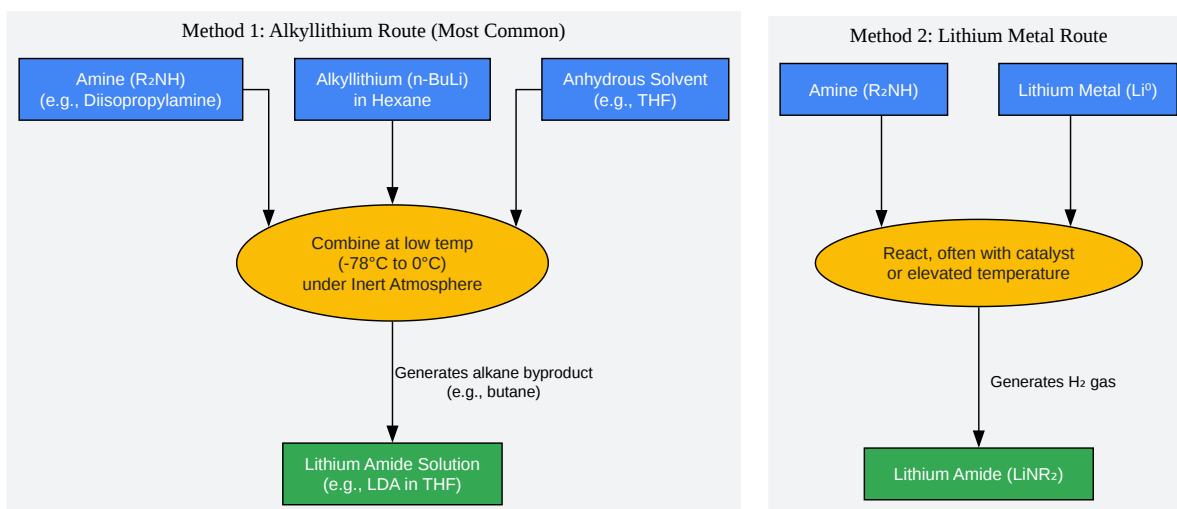 Method 1: Alkyllithium Route (Most Common)
Amine (R₂NH)
(e.g., Diisopropylamine)
Alkyllithium (n-BuLi)
in Hexane
Anhydrous Solvent
(e.g., THF)
Combine at low temp
(-78°C to 0°C)
under Inert Atmosphere
Generates alkane byproduct
(e.g., butane)
Lithium Amide Solution
(e.g., LDA in THF)
Method 2: Lithium Metal Route
Amine (R₂NH)
Lithium Metal (Li⁰)
React, often with catalyst
or elevated temperature
Generates H₂ gas
Lithium Amide (LiNR₂)